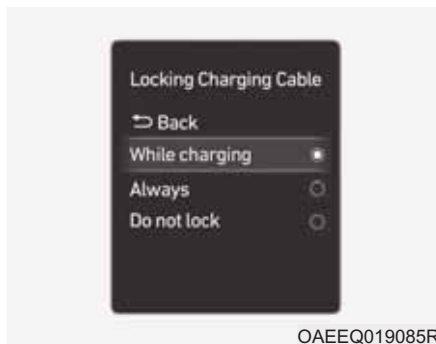 Locking Charging Cable
Back
While charging
Always
Do not lock
OAEEQ019085R